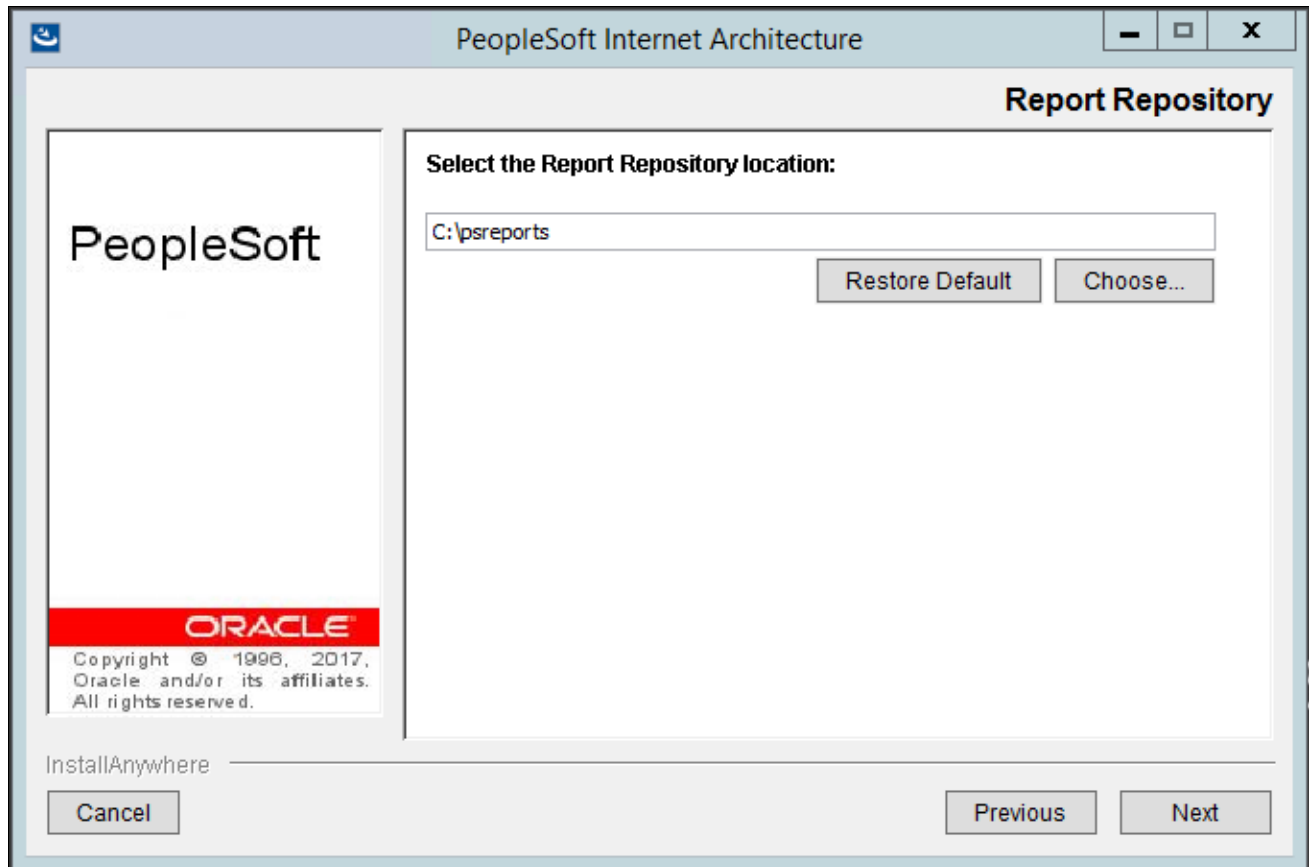 PeopleSoft Internet Architecture
Report Repository
PeopleSoft
Select the Report Repository location:
C:\psreports
Restore Default
Choose...
ORACLE
Copyright © 1996, 2017,
Oracle and/or its affiliates.
All rights reserved.
InstallAnywhere
Cancel
Previous
Next